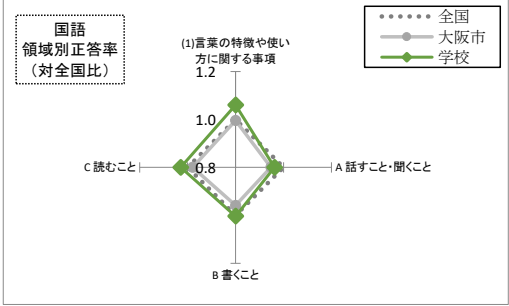 国語
領域別正答率
（対全国比）
全国
大阪市
学校
(1)言葉の特徴や使い
方に関する事項
1.2
1.0
0.8
C 読むこと
A 話すこと・聞くこと
B 書くこと